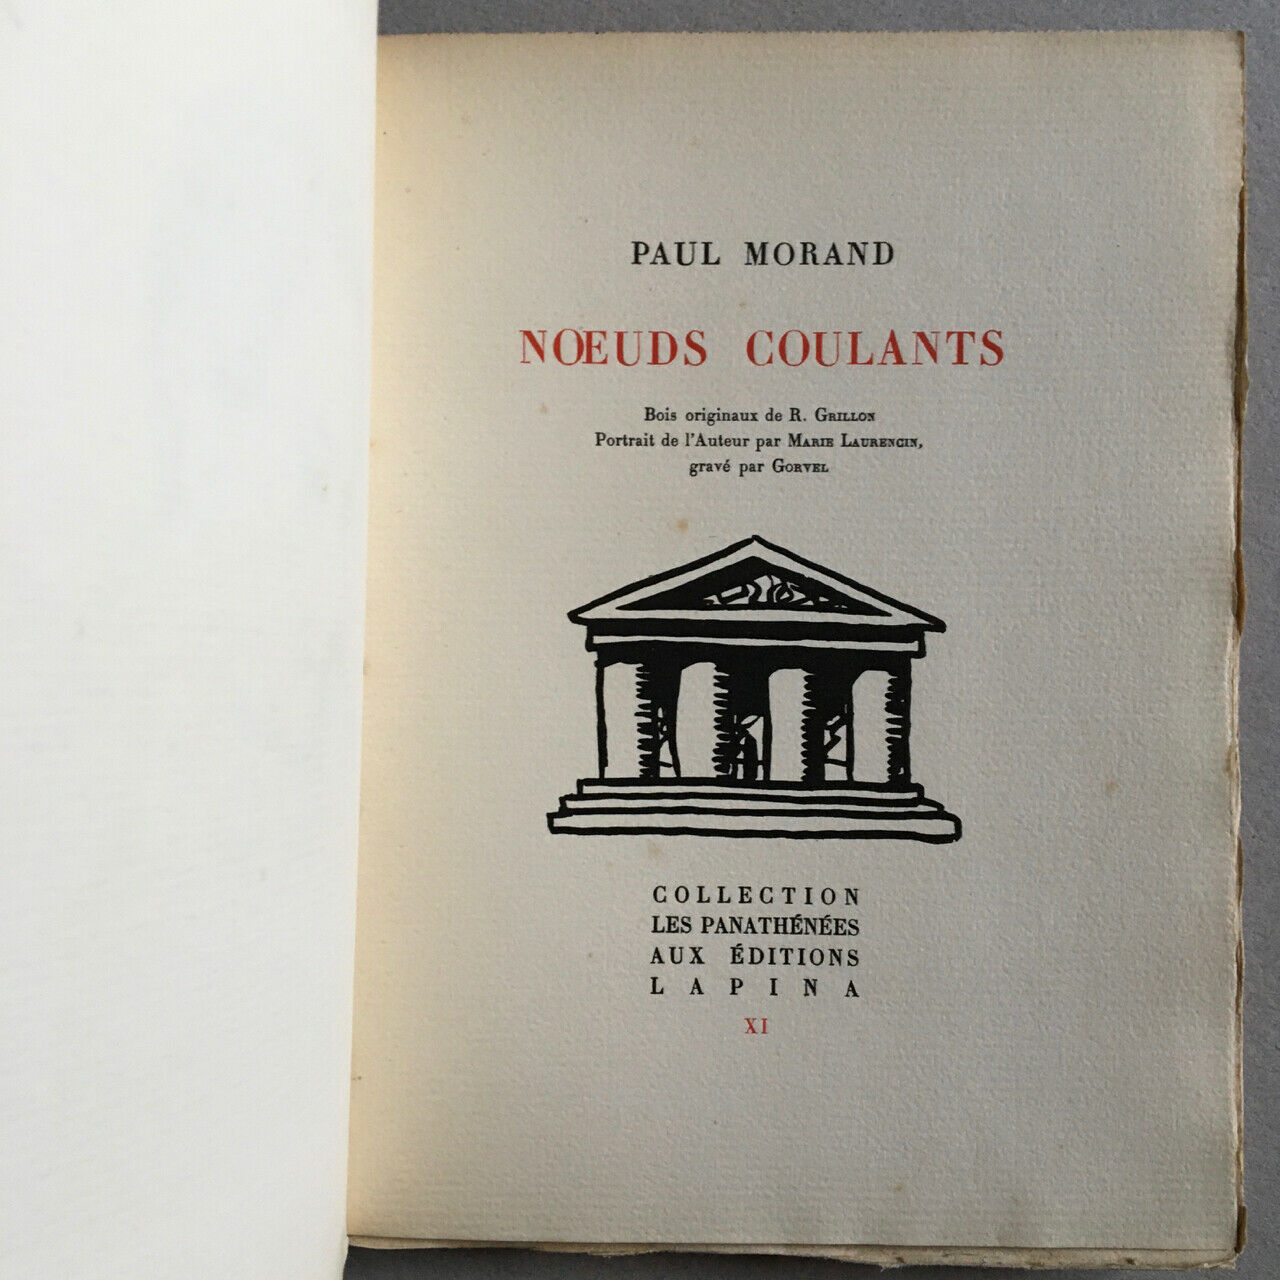 PAUL MORAND
NŒUDS COULANTS
Bois originaux de R. GRILLON
Portrait de l'Auteur par MARIE LAURENCIN,
gravé par GORVEL
COLLECTION
LES PANATHÉNÉES
AUX ÉDITIONS
LAPINA
XI